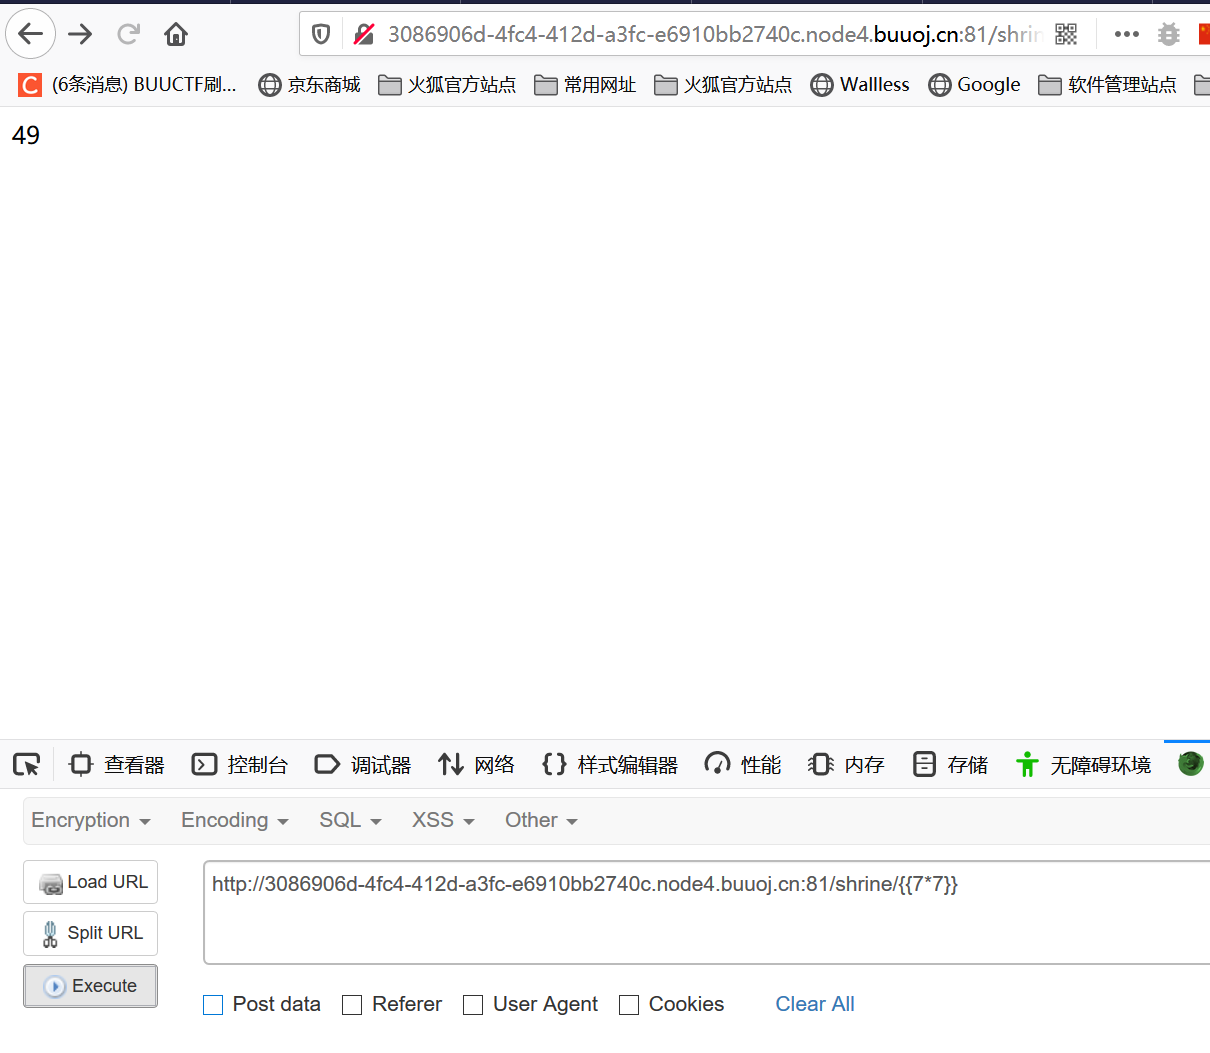 3086906d-4fc4-412d-a3fc-e6910bb2740c.node4.buuoj.cn:81/shrin
(6条消息) BUUCTF刷... 京东商城 火狐官方站点 常用网址 火狐官方站点 Wallless Google 软件管理站点
49
查看器 控制台 调试器 网络 样式编辑器 性能 内存 存储 无障碍环境
Encryption Encoding SQL XSS Other
Load URL
http://3086906d-4fc4-412d-a3fc-e6910bb2740c.node4.buuoj.cn:81/shrine/{{7*7}}
Split URL
Execute
Post data Referer User Agent Cookies Clear All